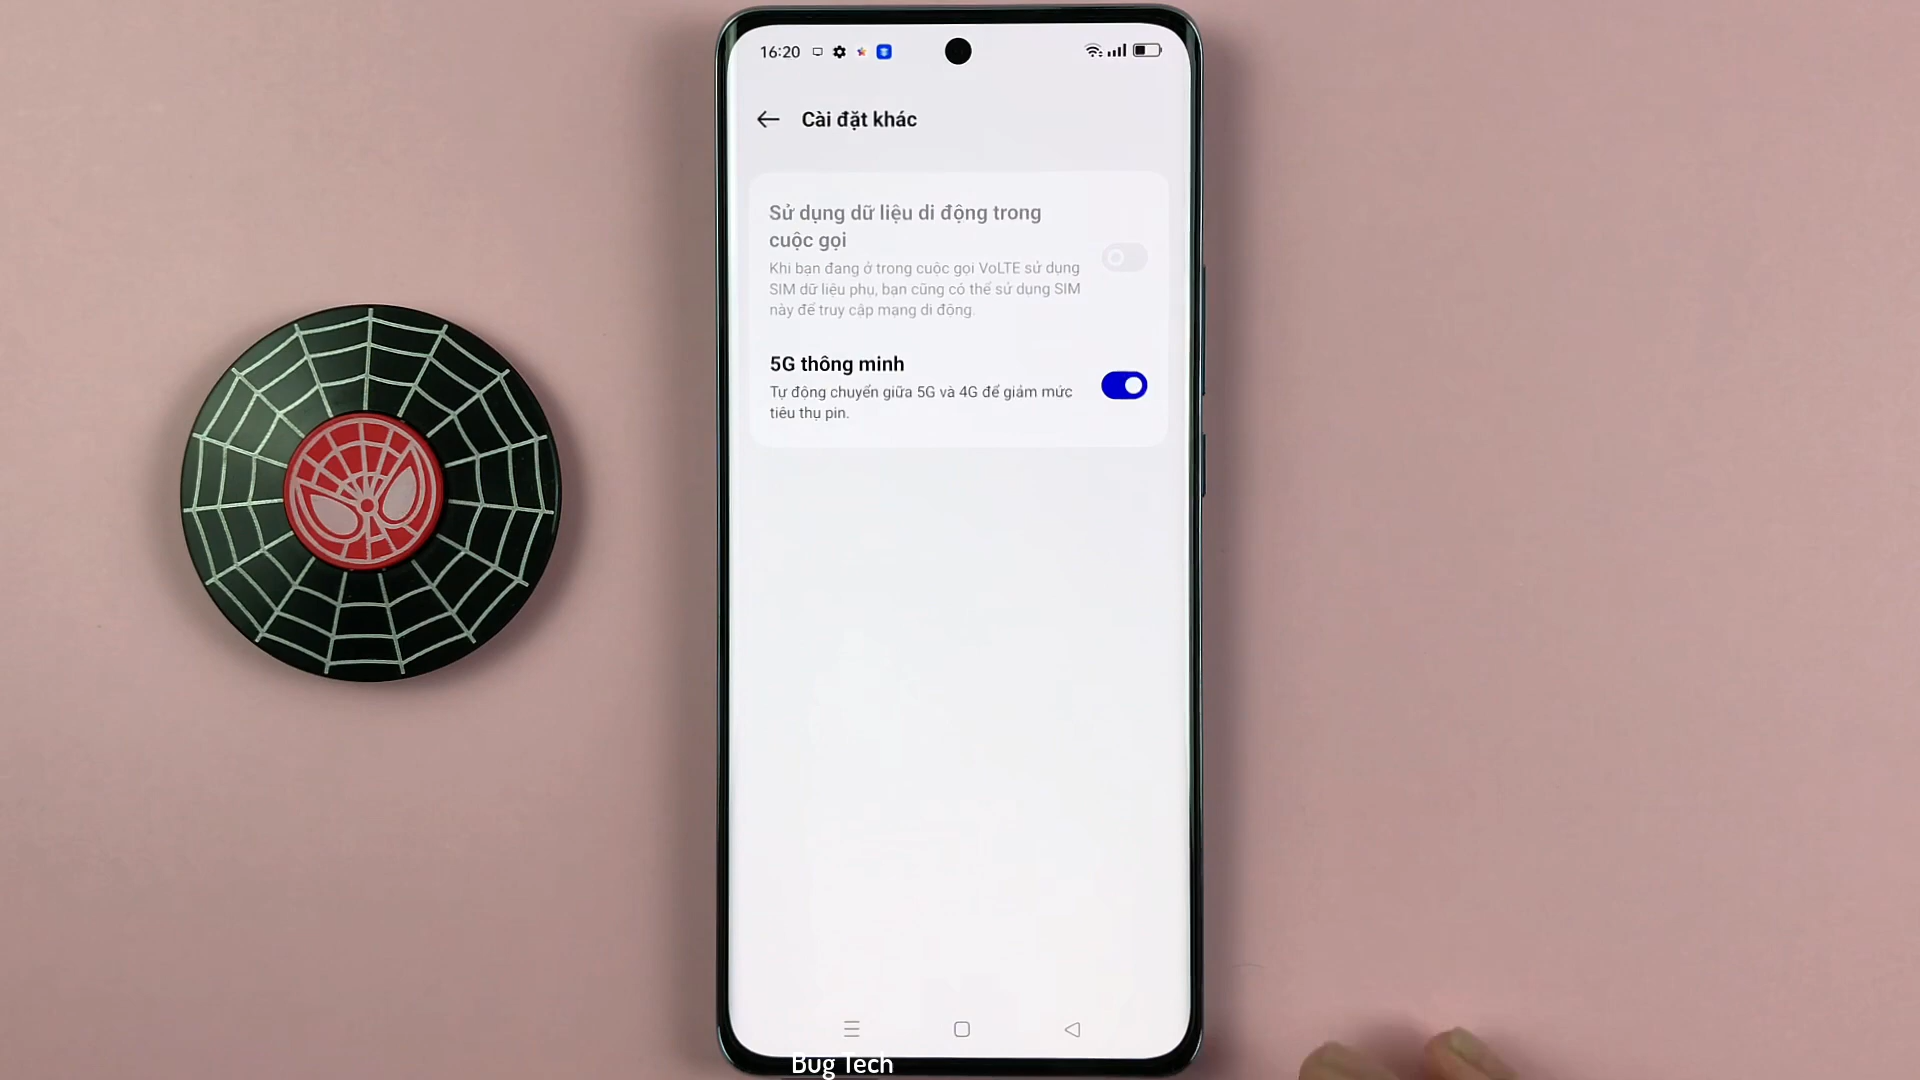 16:20
Cài đặt khác
Sử dụng dữ liệu di động trong
cuộc gọi
Khi bạn đang ở trong cuộc gọi VoLTE sử dụng
SIM dữ liệu phụ, bạn cũng có thể sử dụng SIM
này để truy cập mạng di động.
5G thông minh
Tự động chuyển giữa 5G và 4G để giảm mức
tiêu thụ pin.
Bug Tech